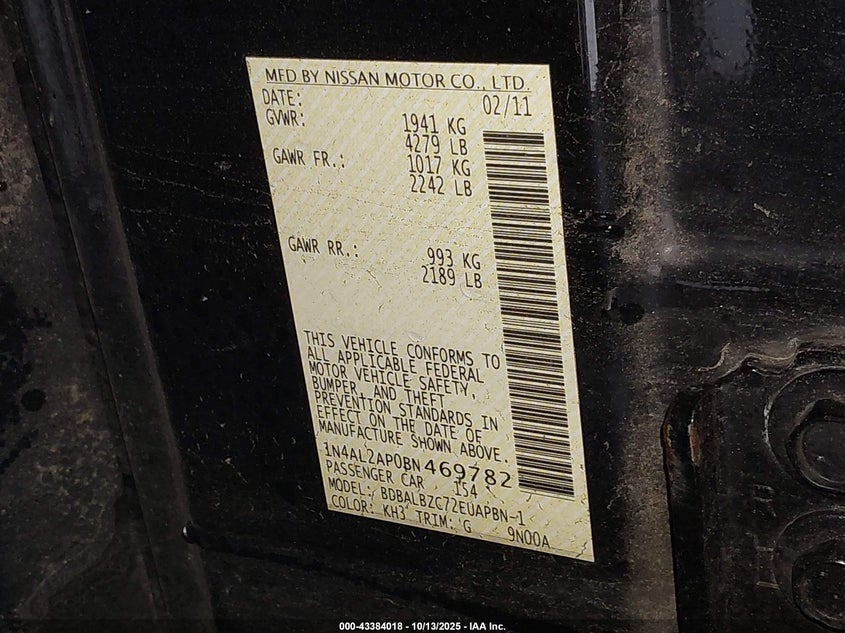 MFD BY NISSAN MOTOR CO., LTD.
DATE: 02/11
GVWR: 1941 KG
4279 LB
GAWR FR.: 1017 KG
2242 LB
GAWR RR.: 993 KG
2189 LB
THIS VEHICLE CONFORMS TO
ALL APPLICABLE FEDERAL
MOTOR VEHICLE SAFETY,
BUMPER, AND THEFT
PREVENTION STANDARDS IN
EFFECT ON THE DATE OF
MANUFACTURE SHOWN ABOVE.
1N4AL2AP0BN469782
PASSENGER CAR 154
MODEL: BDBALBZC72EUAPBN-1
COLOR: KH3 TRIM: G 9N00A
000-43384018 - 10/13/2025 - IAA Inc.